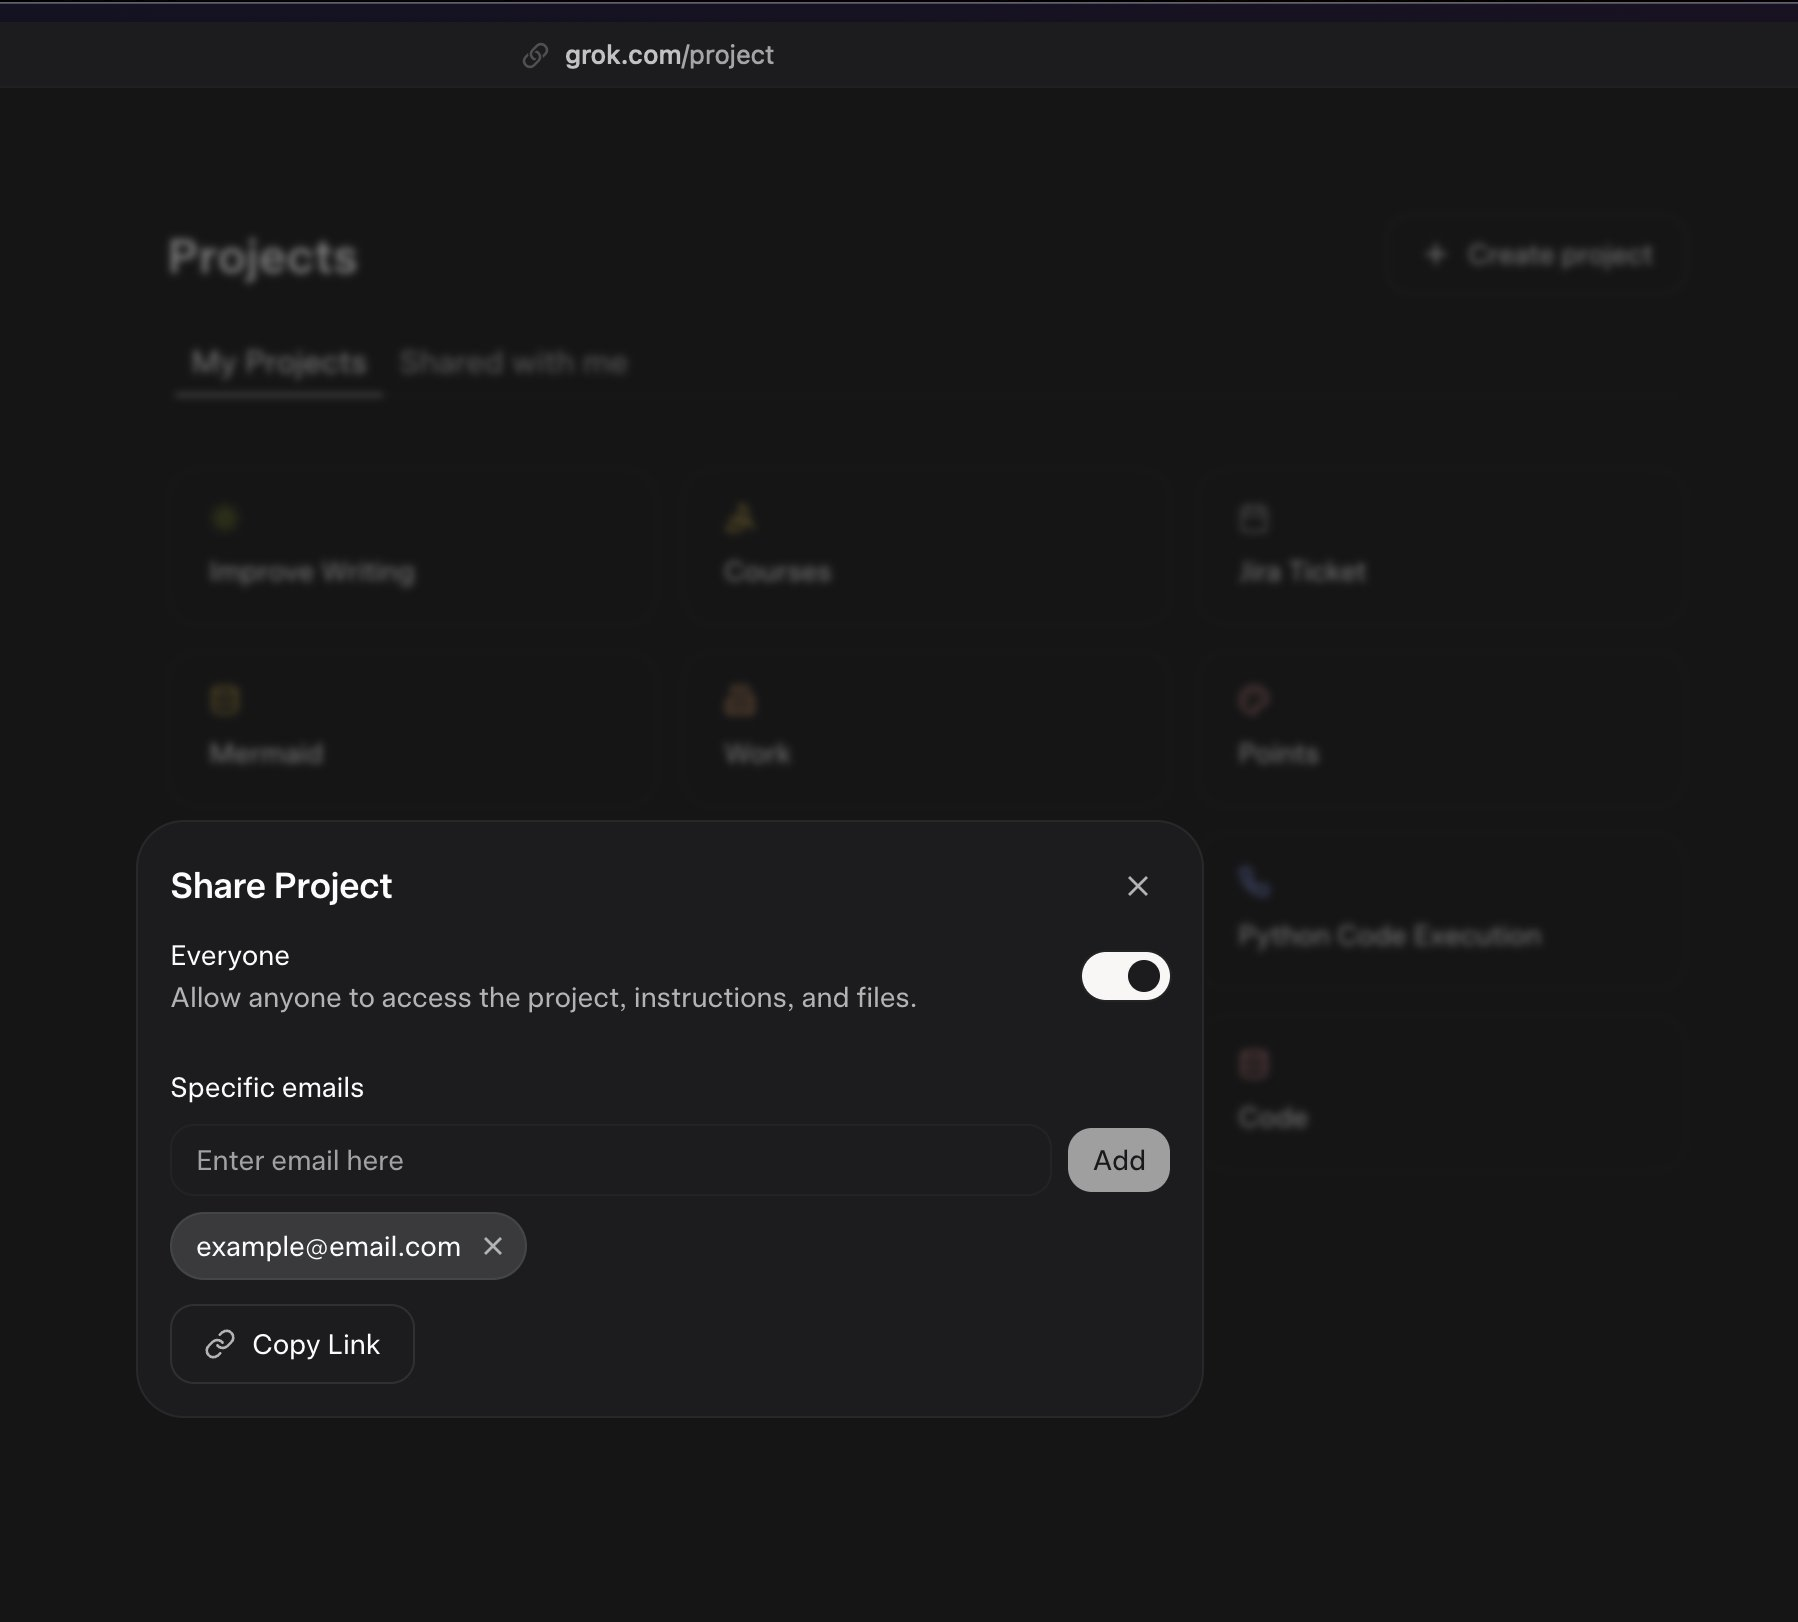 grok.com/project
Projects
+ Create project
My Projects Shared with me
Improve Writing
Courses
Jira Ticket
Mermaid
Work
Points
Share Project
Everyone
Allow anyone to access the project, instructions, and files.
Python Code Execution
Specific emails
Enter email here
Add
Code
example@email.com
Copy Link